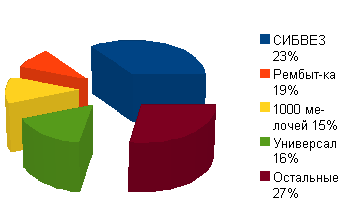 СИБВЕЗ
23%
Рембыт-ка
19%
1000 ме-
лочей 15%
Универсал
16%
Остальные
27%